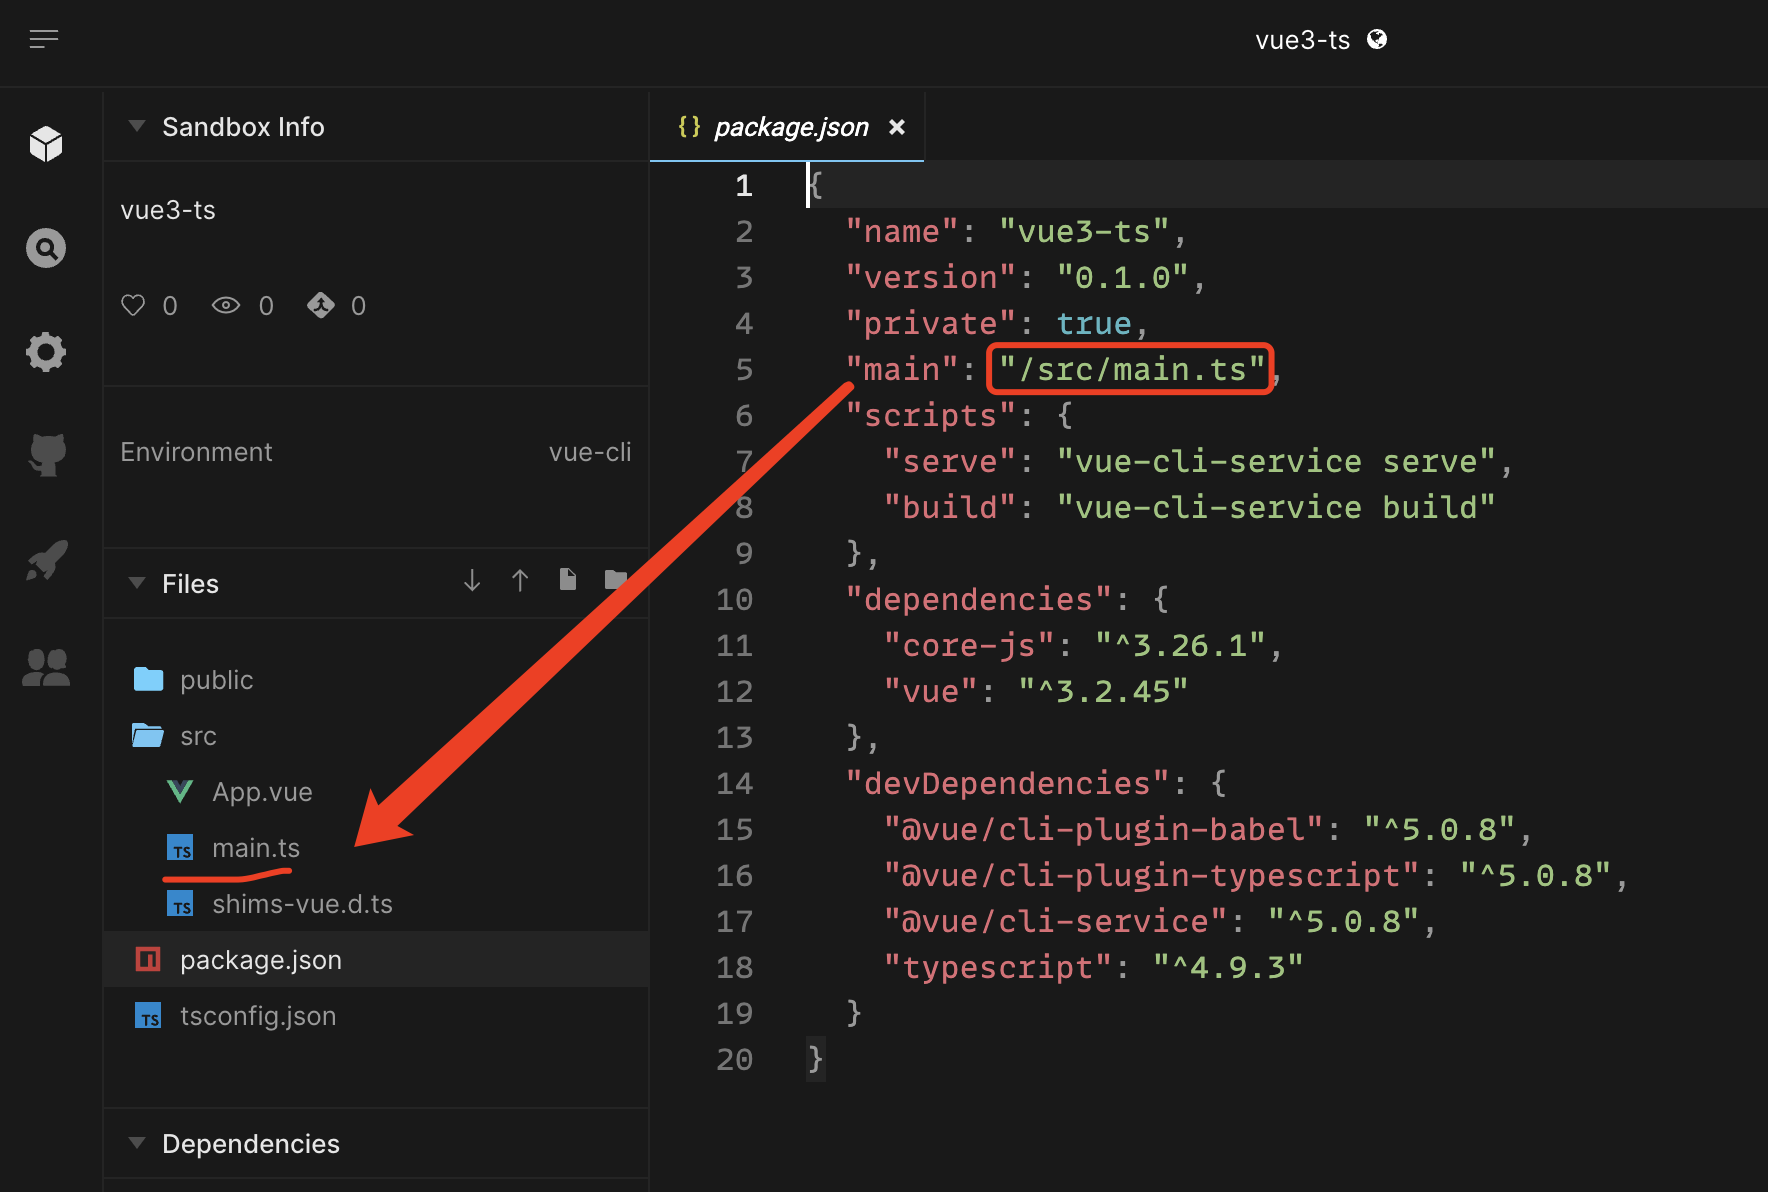 vue3-ts
Sandbox Info
vue3-ts
0 0 0
Environment vue-cli
Files
public
src
App.vue
TS main.ts
TS shims-vue.d.ts
package.json
TS tsconfig.json
Dependencies
{} package.json ×
1 {
2 "name": "vue3-ts",
3 "version": "0.1.0",
4 "private": true,
5 "main": "/src/main.ts",
6 "scripts": {
7 "serve": "vue-cli-service serve",
8 "build": "vue-cli-service build"
9 },
10 "dependencies": {
11 "core-js": "^3.26.1",
12 "vue": "^3.2.45"
13 },
14 "devDependencies": {
15 "@vue/cli-plugin-babel": "^5.0.8",
16 "@vue/cli-plugin-typescript": "^5.0.8",
17 "@vue/cli-service": "^5.0.8",
18 "typescript": "^4.9.3"
19 }
20 }